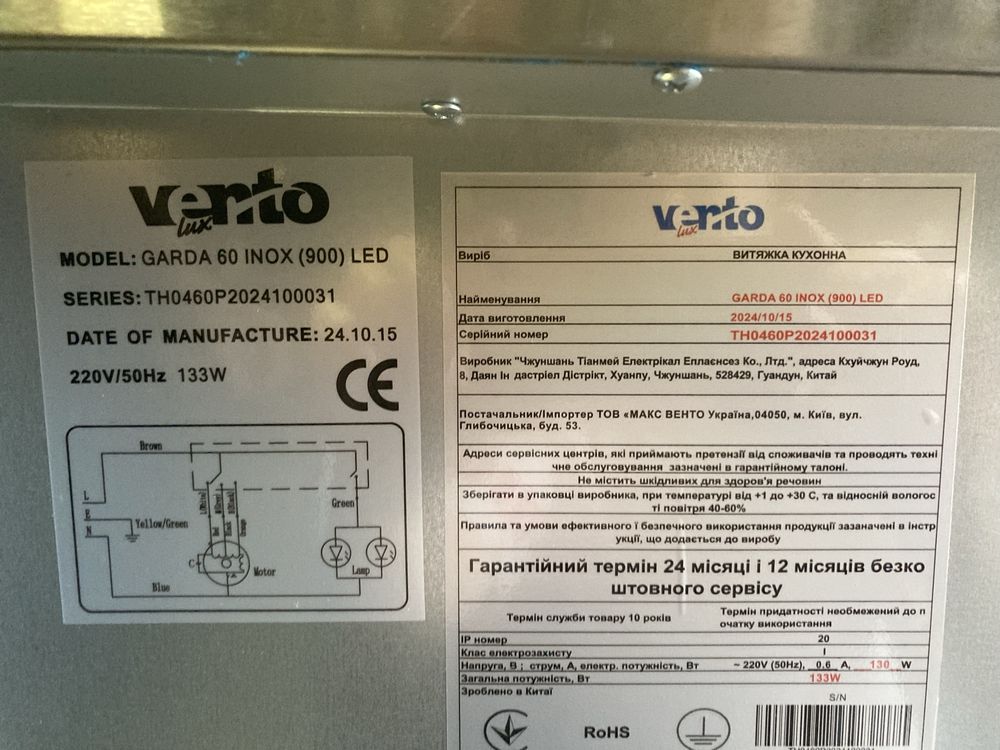 vento
lux
MODEL: GARDA 60 INOX (900) LED
SERIES: TH0460P2024100031
DATE OF MANUFACTURE: 24.10.15
220V/50Hz 133W
CE
Brown
L
E
N
Yellow/Green
Green
C
Motor
Lamp
Blue
vento
lux
Виріб ВИТЯЖКА КУХОННА
Найменування GARDA 60 INOX (900) LED
Дата виготовлення 2024/10/15
Серійний номер TH0460P2024100031
Виробник "Чжуншань Тіанмей Електрікал Еплаєнсез Ко., Лтд.", адреса Кхуйчжун Роуд,
8, Даян Ін дастріел Дістрікт, Хуанпу, Чжуншань, 528429, Гуандун, Китай
Постачальник/Імпортер ТОВ «МАКС ВЕНТО Україна,04050, м. Київ, вул.
Глибочицька, буд. 53.
Адреси сервісних центрів, які приймають претензії від споживачів та проводять техні
чне обслуговування зазначені в гарантійному талоні.
Не містить шкідливих для здоров'я речовин
Зберігати в упаковці виробника, при температурі від +1 до +30 С, та відносній вологос
ті повітря 40-60%
Правила та умови ефективного ї безпечного використання продукції зазаначені в інстр
укції, що додається до виробу
Гарантійний термін 24 місяці і 12 місяців безко
штовного сервісу
Термін служби товару 10 років Термін придатності необмежений до п
очатку використання
IP номер 20
Клас електрозахисту I
Напруга, В ; струм, А, електр. потужність, Вт ~ 220V (50Hz), 0.6 A, 130 W
Загальна потужність, Вт 133W
Зроблено в Китаї
S/N
RoHS